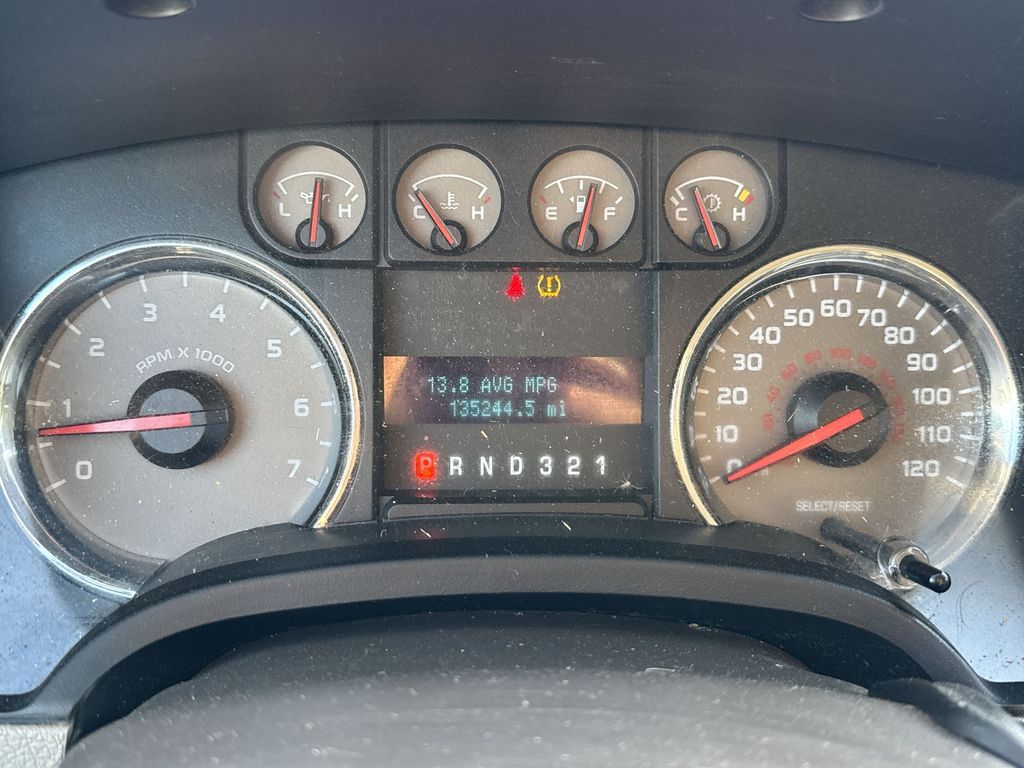 L H
C H
E F
C H
RPM X 1000
0 1 2 3 4 5 6 7
13.8 AVG MPG
135244.5 mi
P R N D 3 2 1
0 10 20 30 40 50 60 70 80 90 100 110 120
SELECT/RESET